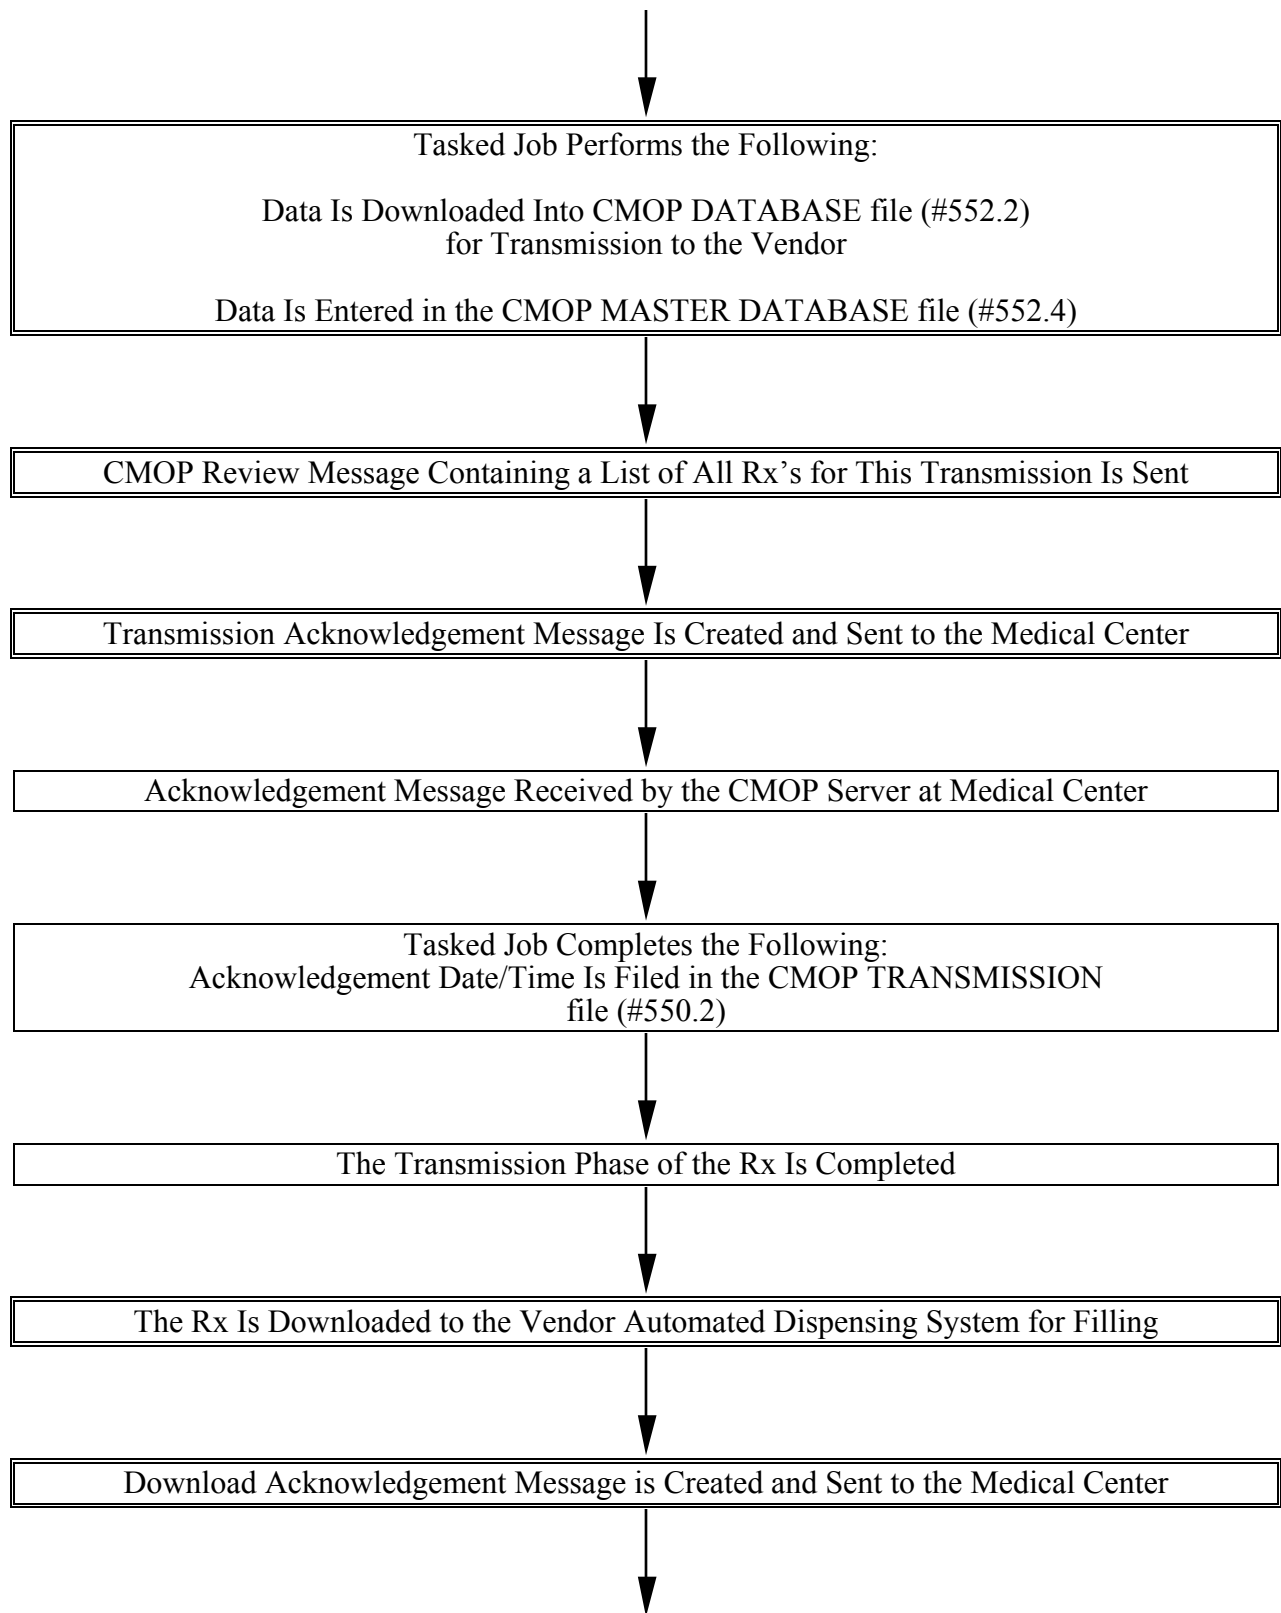 Tasked Job Performs the Following:
Data Is Downloaded Into CMOP DATABASE file (#552.2)
for Transmission to the Vendor
Data Is Entered in the CMOP MASTER DATABASE file (#552.4)
CMOP Review Message Containing a List of All Rx’s for This Transmission Is Sent
Transmission Acknowledgement Message Is Created and Sent to the Medical Center
Acknowledgement Message Received by the CMOP Server at Medical Center
Tasked Job Completes the Following:
Acknowledgement Date/Time Is Filed in the CMOP TRANSMISSION
file (#550.2)
The Transmission Phase of the Rx Is Completed
The Rx Is Downloaded to the Vendor Automated Dispensing System for Filling
Download Acknowledgement Message is Created and Sent to the Medical Center